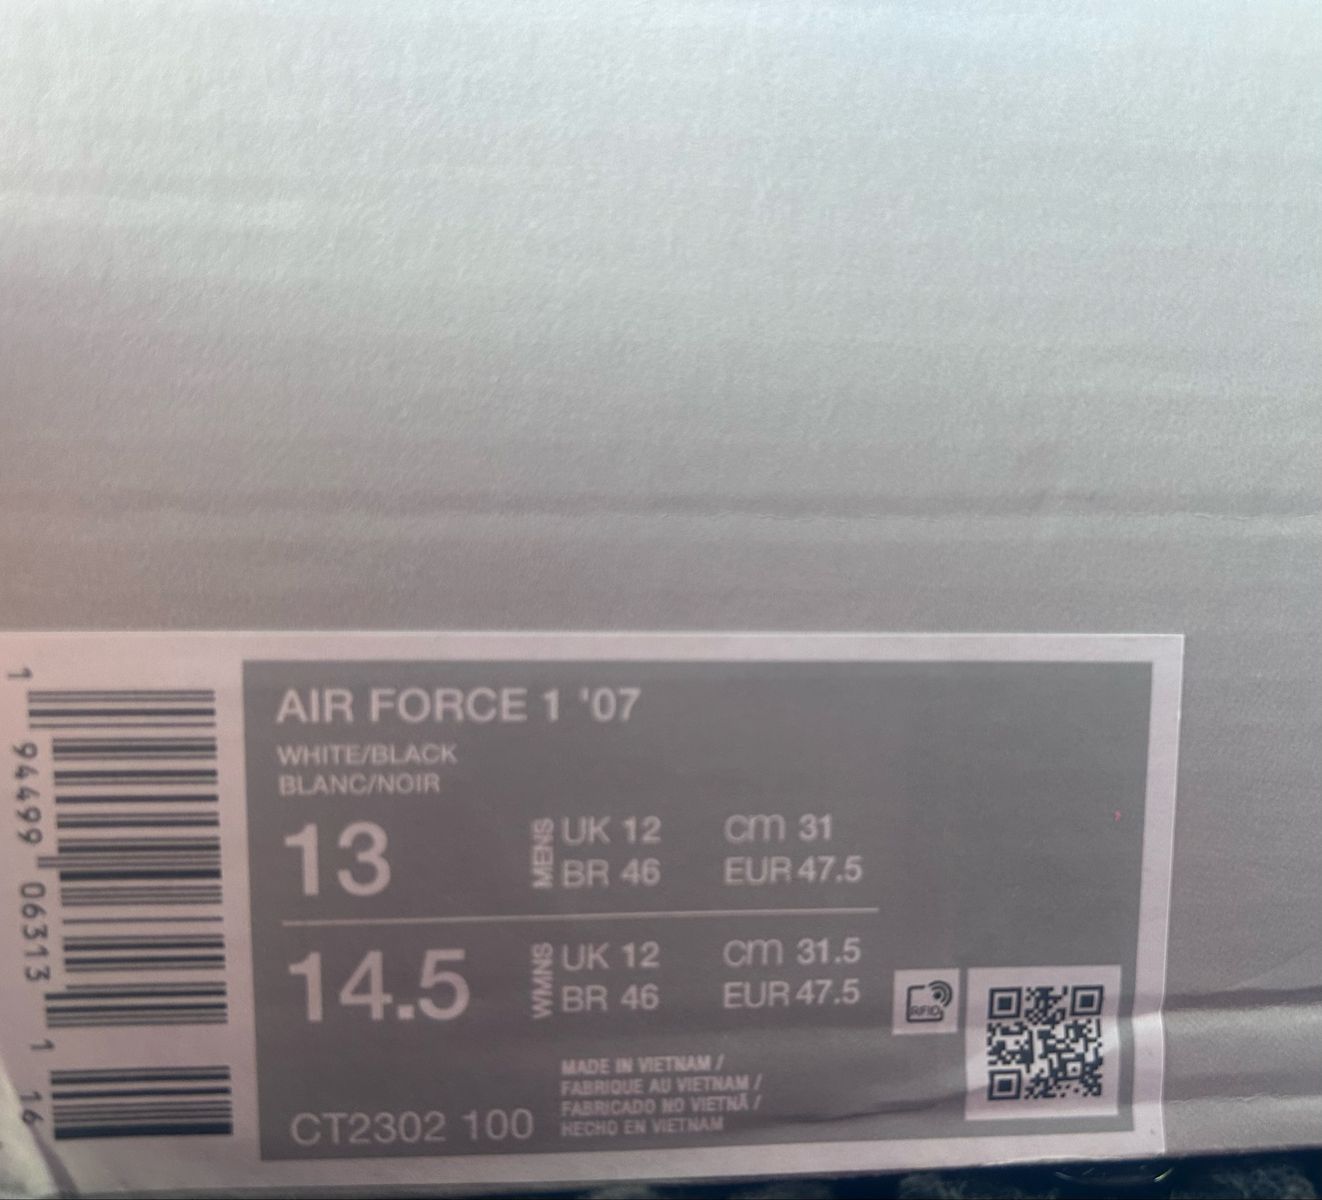 AIR FORCE 1 '07
WHITE/BLACK
BLANC/NOIR
13
MENS
UK 12 cm 31
BR 46 EUR 47.5
14.5
WMNS
UK 12 cm 31.5
BR 46 EUR 47.5
RFID
MADE IN VIETNAM /
FABRIQUE AU VIETNAM /
FABRICADO NO VIETNÃ /
HECHO EN VIETNAM
CT2302 100
1 94499 06313 1 16